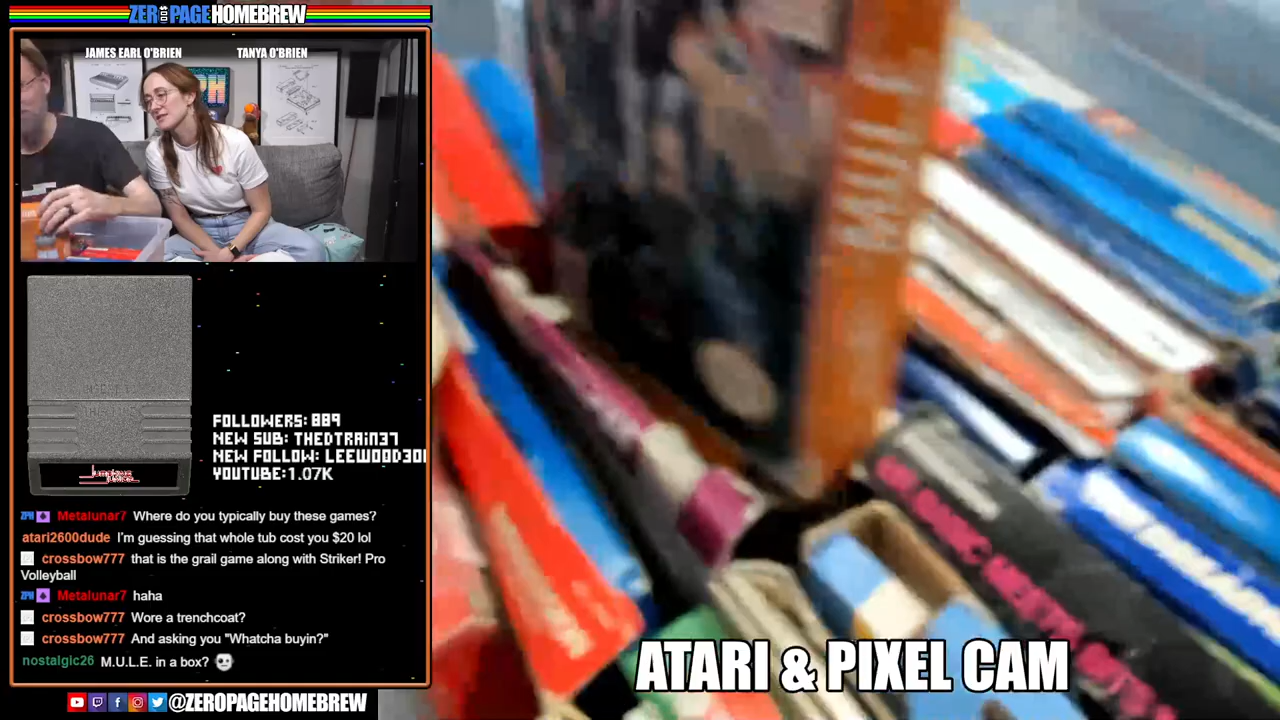 ZEROPAGE HOMEBREW
JAMES EARL O'BRIEN
TANYA O'BRIEN
FOLLOWERS: 889
NEW SUB: THEDTRAIN37
NEW FOLLOW: LEEWOOD30
YOUTUBE:1.07K
Metalunar7 Where do you typically buy these games?
atari2600dude I'm guessing that whole tub cost you $20 lol
crossbow777 that is the grail game along with Striker! Pro
Volleyball
Metalunar7 haha
crossbow777 Wore a trenchcoat?
crossbow777 And asking you "Whatcha buyin?"
nostalgic26 M.U.L.E. in a box?
@ZEROPAGEHOMEBREW
ATARI & PIXEL CAM